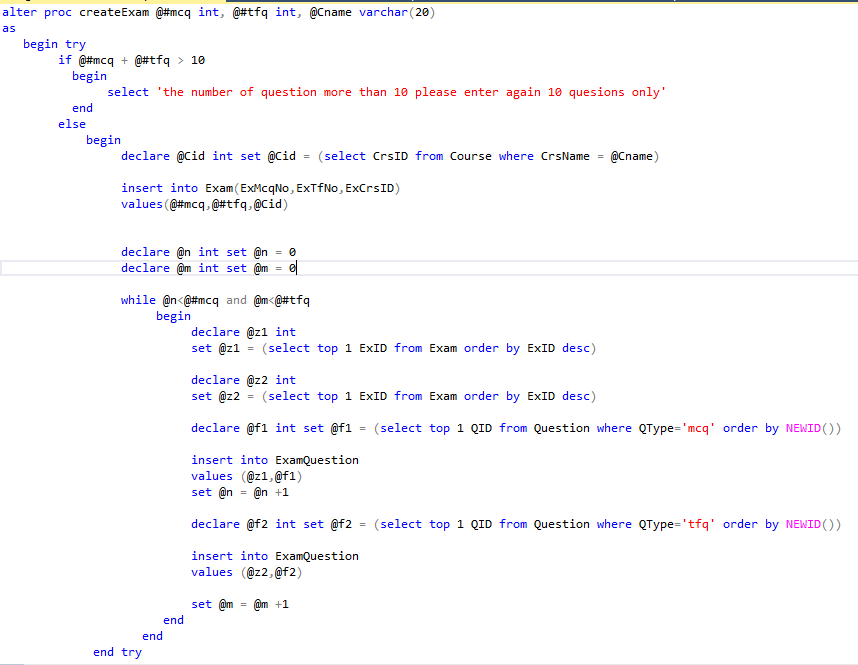 alter proc createExam @#mcq int, @#tfq int, @Cname varchar(20)
as
begin try
if @#mcq + @#tfq > 10
begin
select 'the number of question more than 10 please enter again 10 quesions only'
end
else
begin
declare @Cid int set @Cid = (select CrsID from Course where CrsName = @Cname)
insert into Exam(ExMcqNo,ExTfNo,ExCrsID)
values(@#mcq,@#tfq,@Cid)
declare @n int set @n = 0
declare @m int set @m = 0
while @n<@#mcq and @m<@#tfq
begin
declare @z1 int
set @z1 = (select top 1 ExID from Exam order by ExID desc)
declare @z2 int
set @z2 = (select top 1 ExID from Exam order by ExID desc)
declare @f1 int set @f1 = (select top 1 QID from Question where QType='mcq' order by NEWID())
insert into ExamQuestion
values (@z1,@f1)
set @n = @n +1
declare @f2 int set @f2 = (select top 1 QID from Question where QType='tfq' order by NEWID())
insert into ExamQuestion
values (@z2,@f2)
set @m = @m +1
end
end
end try